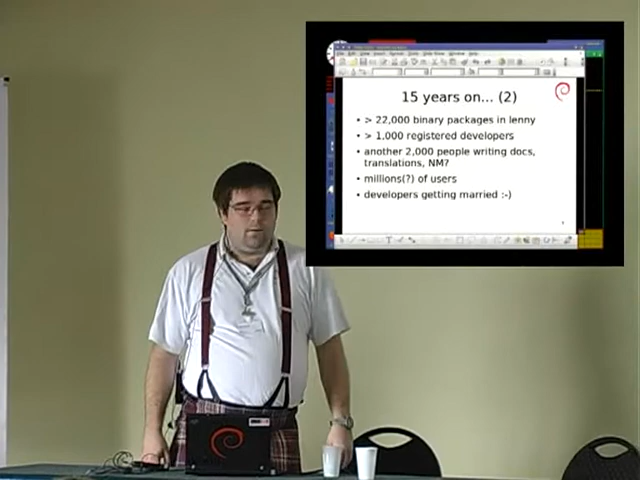 15 years on... (2)
• > 22,000 binary packages in lenny
• > 1,000 registered developers
• another 2,000 people writing docs,
translations, NM?
• millions(?) of users
• developers getting married :-)